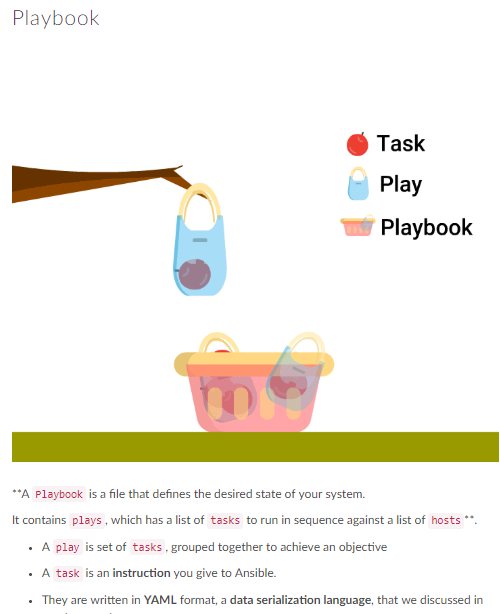 Playbook
Task
Play
Playbook
**A Playbook is a file that defines the desired state of your system.
It contains plays , which has a list of tasks to run in sequence against a list of hosts **.
• A play is set of tasks , grouped together to achieve an objective
• A task is an instruction you give to Ansible.
• They are written in YAML format, a data serialization language, that we discussed in